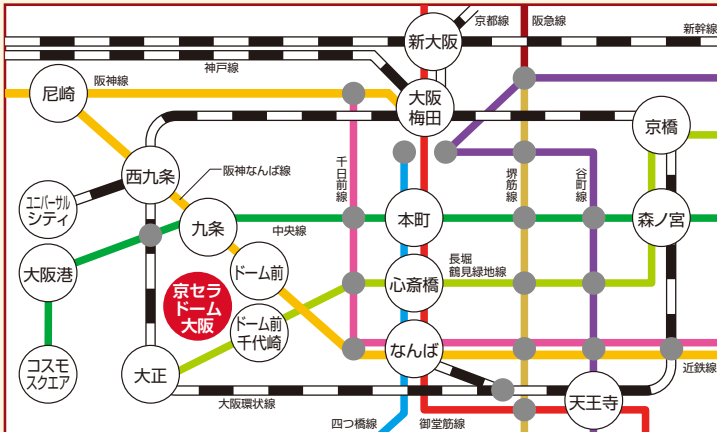 京都線
阪急線
新幹線
新大阪
神戸線
阪神線
尼崎
大阪
梅田
京橋
西九条
阪神なんば線
千日前線
堺筋線
谷町線
ユニバーサル
シティ
九条
中央線
本町
森ノ宮
大阪港
ドーム前
長堀
鶴見緑地線
心斎橋
京セラ
ドーム
大阪
ドーム前
千代崎
なんば
コスモ
スクエア
大正
近鉄線
大阪環状線
四つ橋線
御堂筋線
天王寺